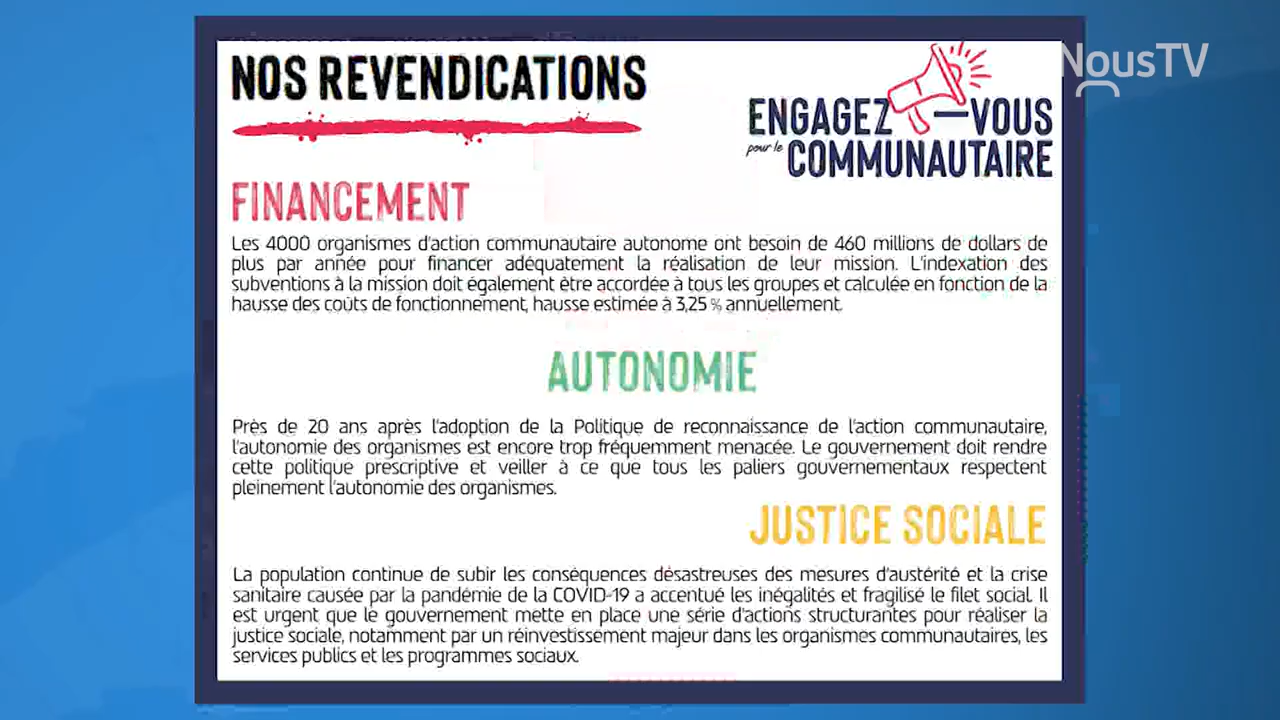 NOS REVENDICATIONS
NousTV
ENGAGEZ-VOUS
pour le
COMMUNAUTAIRE
FINANCEMENT
Les 4000 organismes d'action communautaire autonome ont besoin de 460 millions de dollars de
plus par année pour financer adéquatement la réalisation de leur mission. L'indexation des
subventions à la mission doit également être accordée à tous les groupes et calculée en fonction de la
hausse des coûts de fonctionnement, hausse estimée à 3,25 % annuellement.
AUTONOMIE
Près de 20 ans après l'adoption de la Politique de reconnaissance de l'action communautaire,
l'autonomie des organismes est encore trop fréquemment menacée. Le gouvernement doit rendre
cette politique prescriptive et veiller à ce que tous les paliers gouvernementaux respectent
pleinement l'autonomie des organismes.
JUSTICE SOCIALE
La population continue de subir les conséquences désastreuses des mesures d'austérité et la crise
sanitaire causée par la pandémie de la COVID-19 a accentué les inégalités et fragilisé le filet social. Il
est urgent que le gouvernement mette en place une série d'actions structurantes pour réaliser la
justice sociale, notamment par un réinvestissement majeur dans les organismes communautaires, les
services publics et les programmes sociaux.